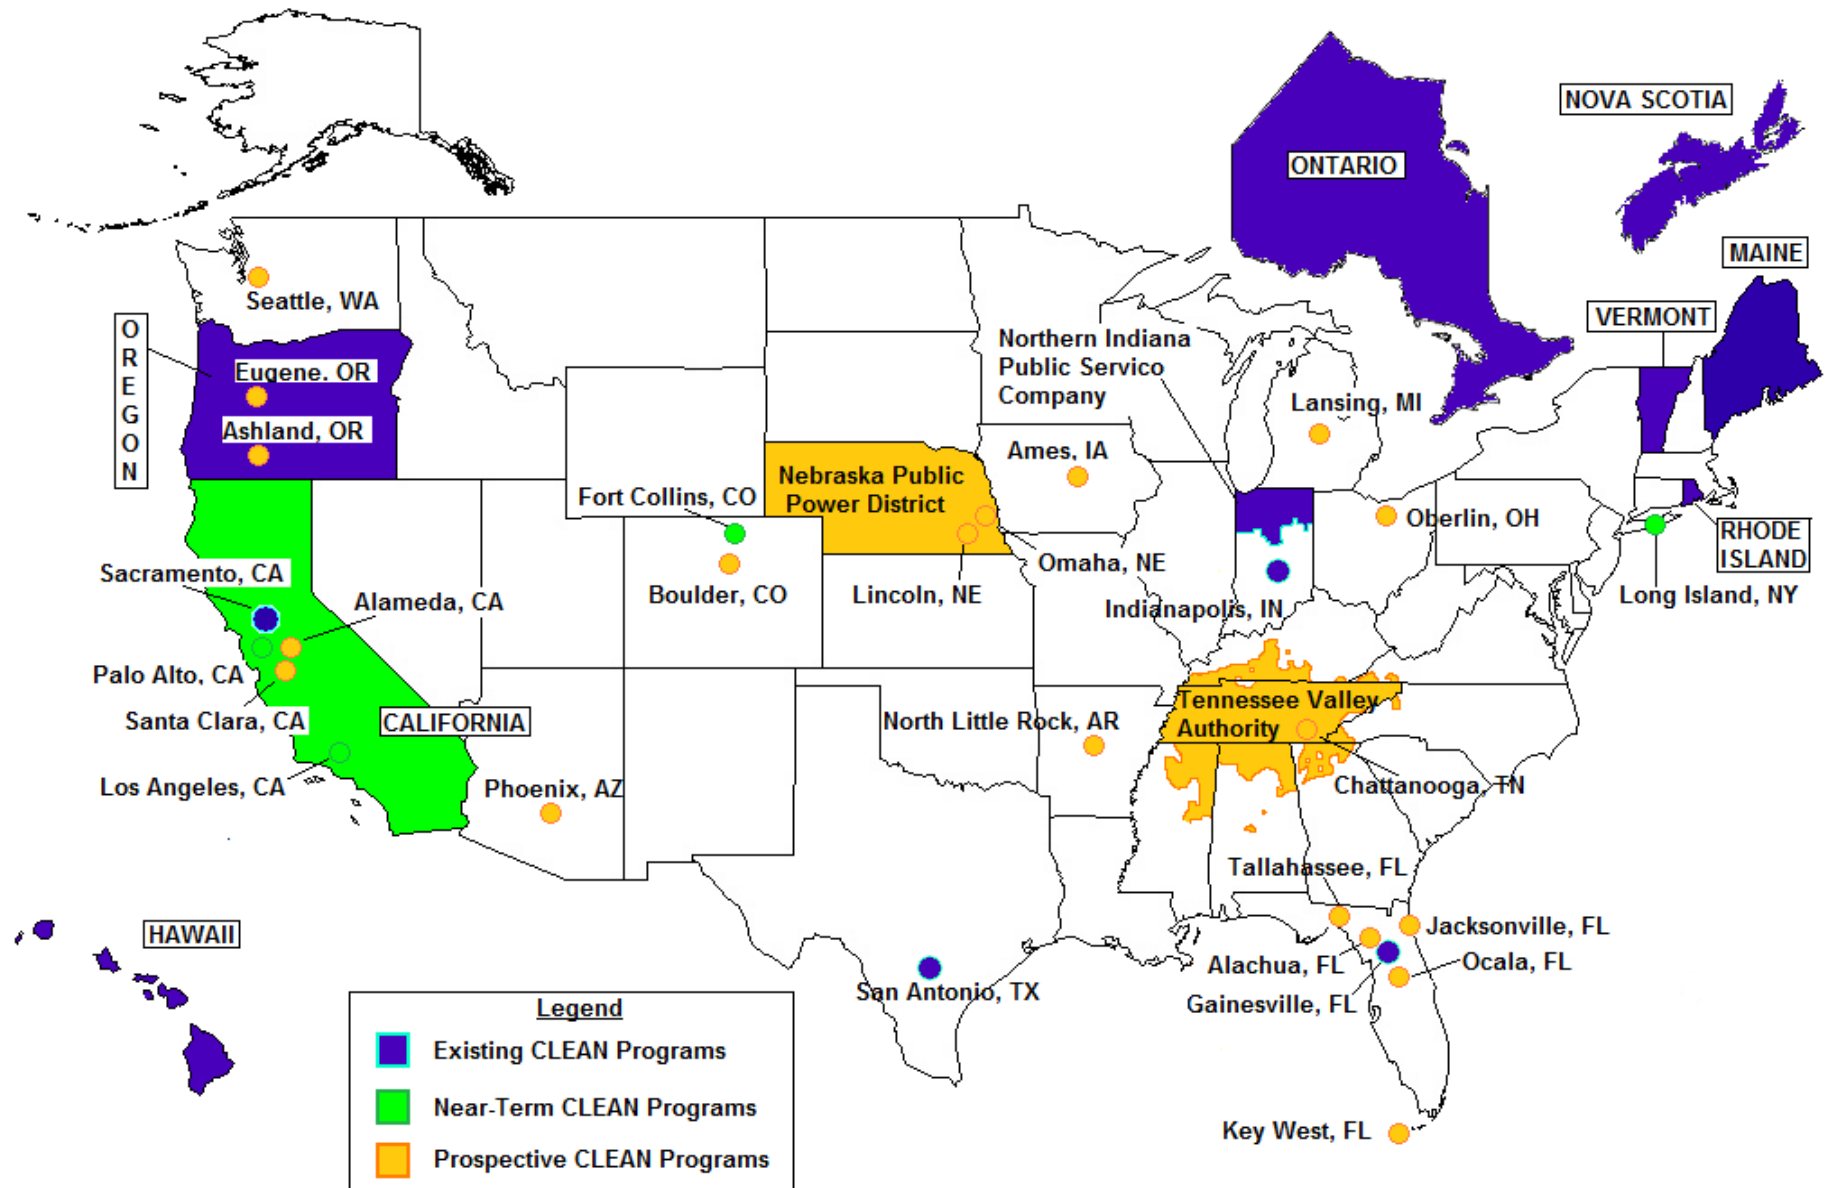 NOVA SCOTIA
ONTARIO
MAINE
VERMONT
Seattle, WA
O
R
E
G
O
N
Northern Indiana
Public Servico
Company
Eugene. OR
Lansing, MI
Ashland, OR
Ames, IA
Nebraska Public
Power District
Fort Collins, CO
Oberlin, OH
RHODE
ISLAND
Omaha, NE
Sacramento, CA
Boulder, CO
Lincoln, NE
Long Island, NY
Alameda, CA
Indianapolis, IN
Palo Alto, CA
Santa Clara, CA
CALIFORNIA
Tennessee Valley
Authority
North Little Rock, AR
Los Angeles, CA
Phoenix, AZ
Chattanooga, TN
Tallahassee, FL
HAWAII
Jacksonville, FL
Alachua, FL
Ocala, FL
San Antonio, TX
Gainesville, FL
Legend
Existing CLEAN Programs
Near-Term CLEAN Programs
Key West, FL
Prospective CLEAN Programs